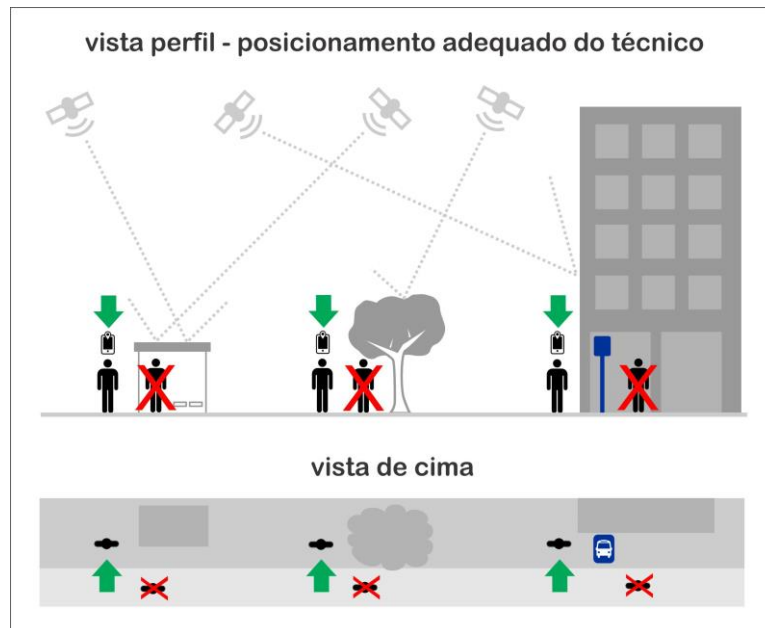 vista perfil - posicionamento adequado do técnico
vista de cima